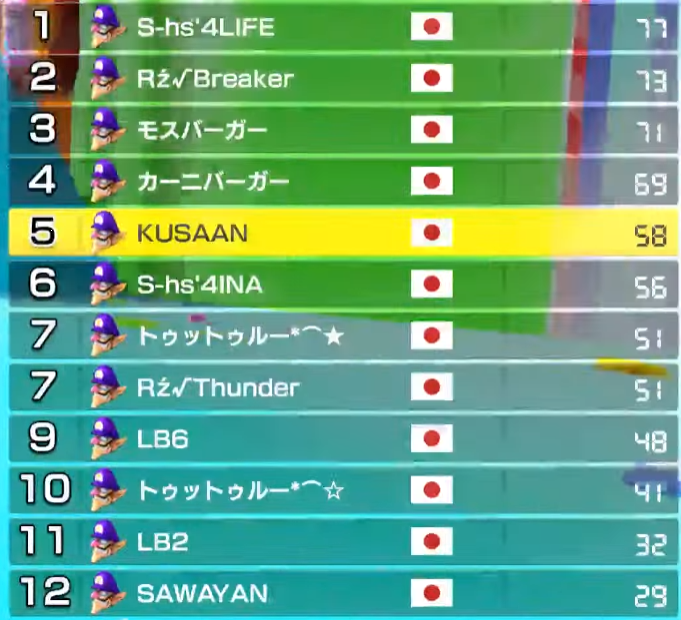 1 S-hs'4LIFE 77
2 Rź√Breaker 73
3 モスバーガー 71
4 カーニバーガー 69
5 KUSAAN 58
6 S-hs'4INA 56
7 トゥットゥルー*⌒★ 51
7 Rź√Thunder 51
9 LB6 48
10 トゥットゥルー*⌒☆ 41
11 LB2 32
12 SAWAYAN 29